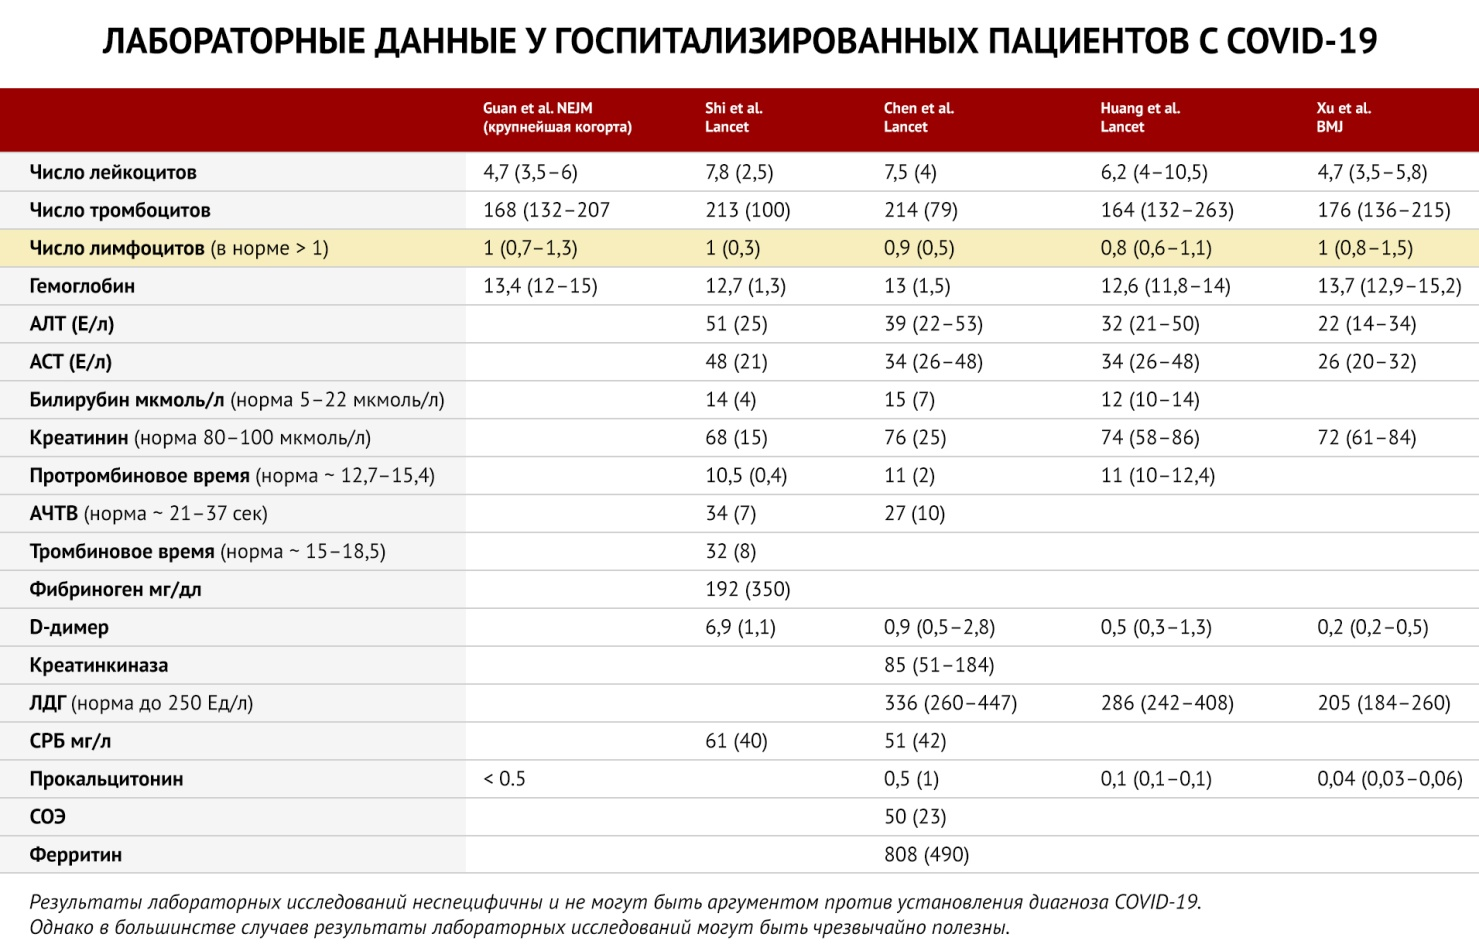 ЛАБОРАТОРНЫЕ ДАННЫЕ У ГОСПИТАЛИЗИРОВАННЫХ ПАЦИЕНТОВ С COVID-19
Guan et al. NEJM (крупнейшая когорта) Shi et al. Lancet Chen et al. Lancet Huang et al. Lancet Xu et al. BMJ
Число лейкоцитов 4,7 (3,5–6) 7,8 (2,5) 7,5 (4) 6,2 (4–10,5) 4,7 (3,5–5,8)
Число тромбоцитов 168 (132–207 213 (100) 214 (79) 164 (132–263) 176 (136–215)
Число лимфоцитов (в норме > 1) 1 (0,7–1,3) 1 (0,3) 0,9 (0,5) 0,8 (0,6–1,1) 1 (0,8–1,5)
Гемоглобин 13,4 (12–15) 12,7 (1,3) 13 (1,5) 12,6 (11,8–14) 13,7 (12,9–15,2)
АЛТ (Е/л) 51 (25) 39 (22–53) 32 (21–50) 22 (14–34)
АСТ (Е/л) 48 (21) 34 (26–48) 34 (26–48) 26 (20–32)
Билирубин мкмоль/л (норма 5–22 мкмоль/л) 14 (4) 15 (7) 12 (10–14)
Креатинин (норма 80–100 мкмоль/л) 68 (15) 76 (25) 74 (58–86) 72 (61–84)
Протромбиновое время (норма ~ 12,7–15,4) 10,5 (0,4) 11 (2) 11 (10–12,4)
АЧТВ (норма ~ 21–37 сек) 34 (7) 27 (10)
Тромбиновое время (норма ~ 15–18,5) 32 (8)
Фибриноген мг/дл 192 (350)
D-димер 6,9 (1,1) 0,9 (0,5–2,8) 0,5 (0,3–1,3) 0,2 (0,2–0,5)
Креатинкиназа 85 (51–184)
ЛДГ (норма до 250 Ед/л) 336 (260–447) 286 (242–408) 205 (184–260)
СРБ мг/л 61 (40) 51 (42)
Прокальцитонин < 0.5 0,5 (1) 0,1 (0,1–0,1) 0,04 (0,03–0,06)
СОЭ 50 (23)
Ферритин 808 (490)
Результаты лабораторных исследований неспецифичны и не могут быть аргументом против установления диагноза COVID-19.
Однако в большинстве случаев результаты лабораторных исследований могут быть чрезвычайно полезны.